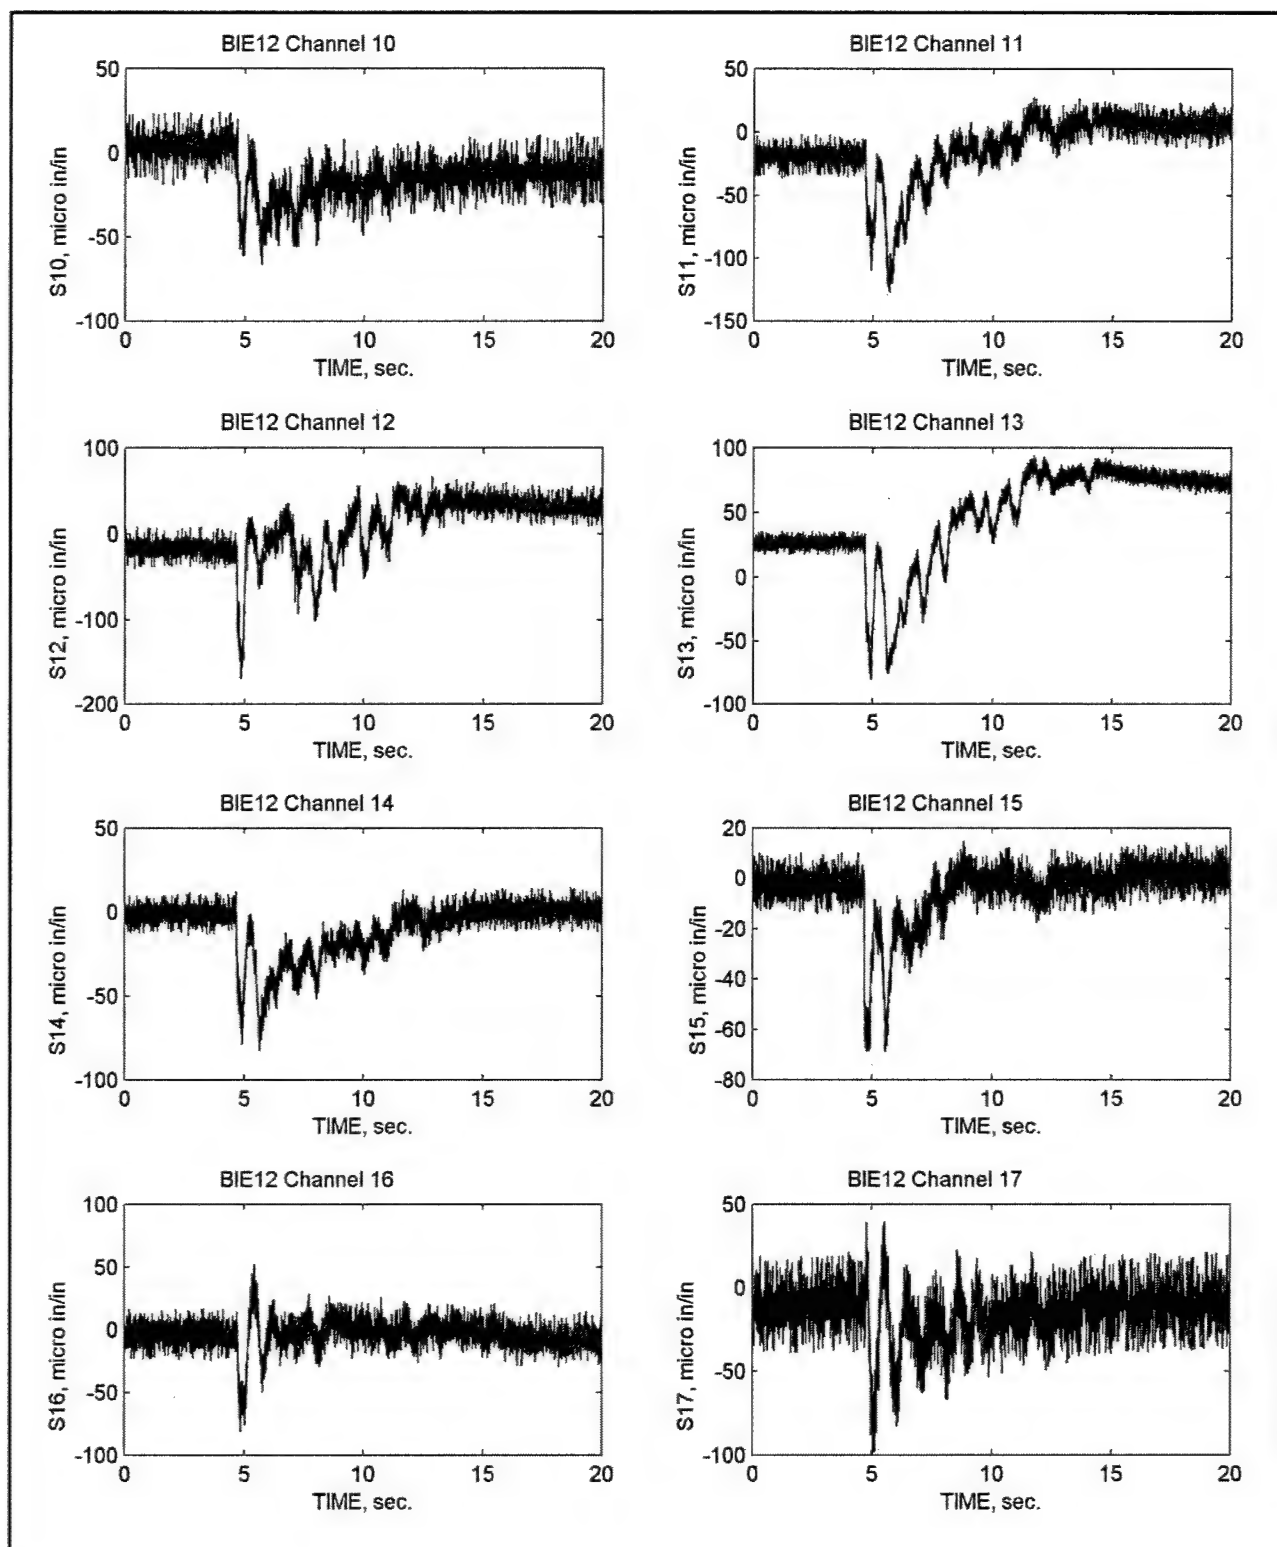 BIE12 Channel 10
50
0
-50
-100
S10, micro in/in
0 5 10 15 20
TIME, sec.
BIE12 Channel 11
50
0
-50
-100
-150
S11, micro in/in
0 5 10 15 20
TIME, sec.
BIE12 Channel 12
100
0
-100
-200
S12, micro in/in
0 5 10 15 20
TIME, sec.
BIE12 Channel 13
100
50
0
-50
-100
S13, micro in/in
0 5 10 15 20
TIME, sec.
BIE12 Channel 14
50
0
-50
-100
S14, micro in/in
0 5 10 15 20
TIME, sec.
BIE12 Channel 15
20
0
-20
-40
-60
-80
S15, micro in/in
0 5 10 15 20
TIME, sec.
BIE12 Channel 16
100
50
0
-50
-100
S16, micro in/in
0 5 10 15 20
TIME, sec.
BIE12 Channel 17
50
0
-50
-100
S17, micro in/in
0 5 10 15 20
TIME, sec.